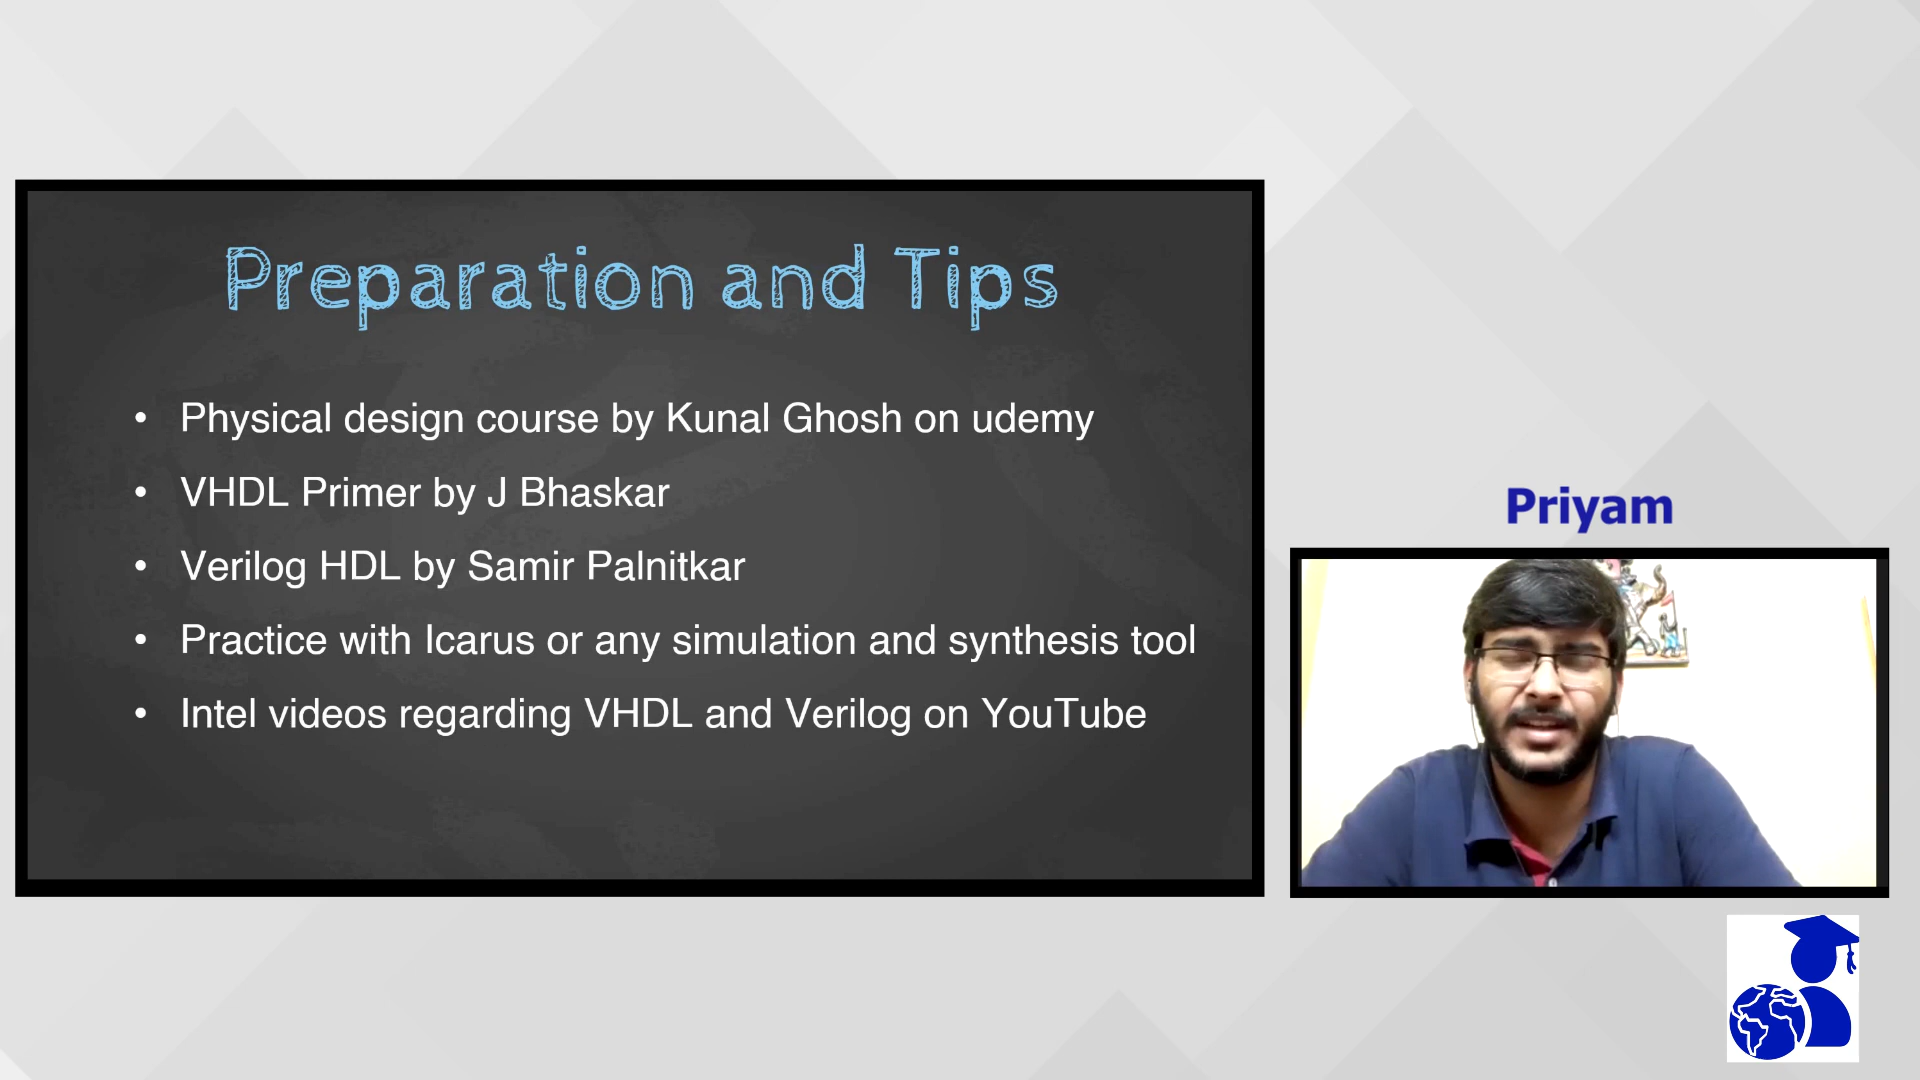 Preparation and Tips
• Physical design course by Kunal Ghosh on udemy
• VHDL Primer by J Bhaskar
• Verilog HDL by Samir Palnitkar
• Practice with Icarus or any simulation and synthesis tool
• Intel videos regarding VHDL and Verilog on YouTube
Priyam